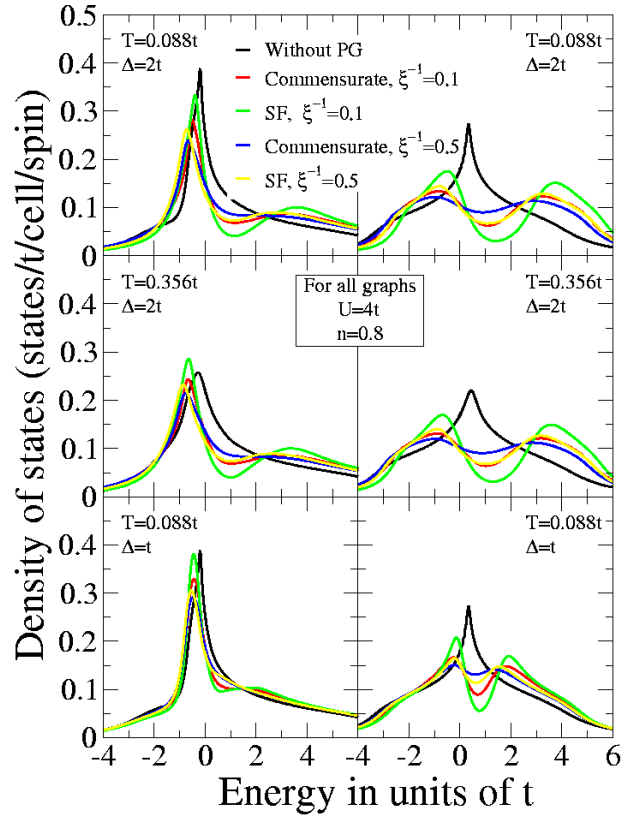 0.5
T=0.088t
Δ=2t
Without PG
Commensurate, ξ⁻¹=0.1
SF, ξ⁻¹=0.1
Commensurate, ξ⁻¹=0.5
SF, ξ⁻¹=0.5
T=0.088t
Δ=2t
0.4
0.3
0.2
0.1
0
T=0.356t
Δ=2t
For all graphs
U=4t
n=0.8
T=0.356t
Δ=2t
0.4
0.3
0.2
0.1
0
T=0.088t
Δ=t
T=0.088t
Δ=t
0.4
0.3
0.2
0.1
0
-4 -2 0 2 4 -4 -2 0 2 4 6
Density of states (states/t/cell/spin)
Energy in units of t